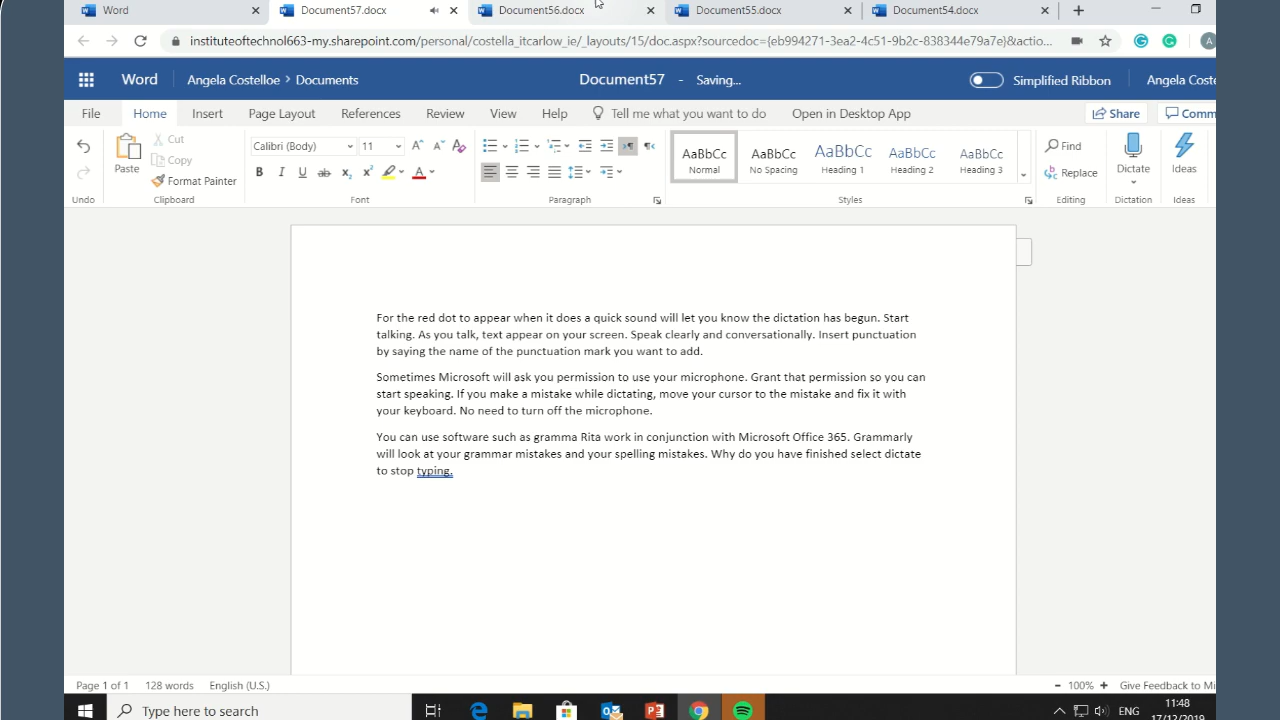 Word
Document57.docx
Document56.docx
Document55.docx
Document54.docx
instituteoftechnol663-my.sharepoint.com/personal/costella_itcarlow_ie/_layouts/15/doc.aspx?sourcedoc={eb994271-3ea2-4c51-9b2c-838344e79a7e}&actio...
A
Word Angela Costelloe > Documents Document57 - Saving... Simplified Ribbon Angela Coste
File Home Insert Page Layout References Review View Help Tell me what you want to do Open in Desktop App Share Comm
Cut
Copy
Format Painter
Paste
Calibri (Body) 11
AaBbCc AaBbCc AaBbCc AaBbCc AaBbCc
Normal No Spacing Heading 1 Heading 2 Heading 3
Find
Replace
Dictate
Ideas
Undo Clipboard Font Paragraph Styles Editing Dictation Ideas
For the red dot to appear when it does a quick sound will let you know the dictation has begun. Start
talking. As you talk, text appear on your screen. Speak clearly and conversationally. Insert punctuation
by saying the name of the punctuation mark you want to add.
Sometimes Microsoft will ask you permission to use your microphone. Grant that permission so you can
start speaking. If you make a mistake while dictating, move your cursor to the mistake and fix it with
your keyboard. No need to turn off the microphone.
You can use software such as gramma Rita work in conjunction with Microsoft Office 365. Grammarly
will look at your grammar mistakes and your spelling mistakes. Why do you have finished select dictate
to stop typing.
Page 1 of 1 128 words English (U.S.) - 100% + Give Feedback to Mi
Type here to search
ENG
11:48
17/12/2019